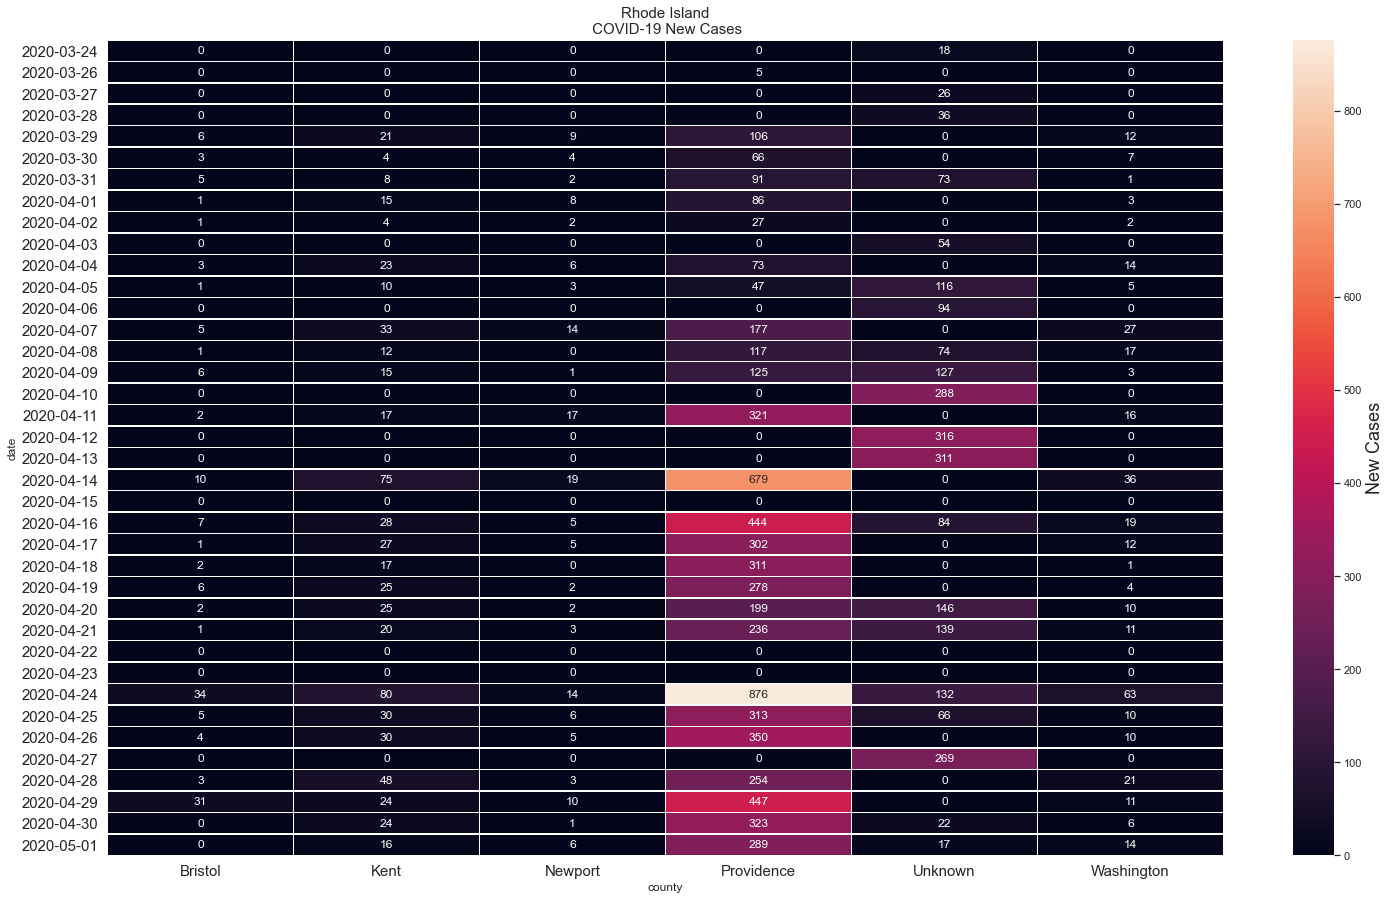 Rhode Island
COVID-19 New Cases
2020-03-24 0 0 0 0 18 0
2020-03-26 0 0 0 5 0 0
2020-03-27 0 0 0 0 26 0
2020-03-28 0 0 0 0 36 0
2020-03-29 6 21 9 106 0 12
2020-03-30 3 4 4 66 0 7
2020-03-31 5 8 2 91 73 1
2020-04-01 1 15 8 86 0 3
2020-04-02 1 4 2 27 0 2
2020-04-03 0 0 0 0 54 0
2020-04-04 3 23 6 73 0 14
2020-04-05 1 10 3 47 116 5
2020-04-06 0 0 0 0 94 0
2020-04-07 5 33 14 177 0 27
2020-04-08 1 12 0 117 74 17
2020-04-09 6 15 1 125 127 3
2020-04-10 0 0 0 0 288 0
2020-04-11 2 17 17 321 0 16
2020-04-12 0 0 0 0 316 0
2020-04-13 0 0 0 0 311 0
2020-04-14 10 75 19 679 0 36
2020-04-15 0 0 0 0 0 0
2020-04-16 7 28 5 444 84 19
2020-04-17 1 27 5 302 0 12
2020-04-18 2 17 0 311 0 1
2020-04-19 6 25 2 278 0 4
2020-04-20 2 25 2 199 146 10
2020-04-21 1 20 3 236 139 11
2020-04-22 0 0 0 0 0 0
2020-04-23 0 0 0 0 0 0
2020-04-24 34 80 14 876 132 63
2020-04-25 5 30 6 313 66 10
2020-04-26 4 30 5 350 0 10
2020-04-27 0 0 0 0 269 0
2020-04-28 3 48 3 254 0 21
2020-04-29 31 24 10 447 0 11
2020-04-30 0 24 1 323 22 6
2020-05-01 0 16 6 289 17 14
Bristol Kent Newport Providence Unknown Washington
county
date
800
700
600
500
400
300
200
100
0
New Cases